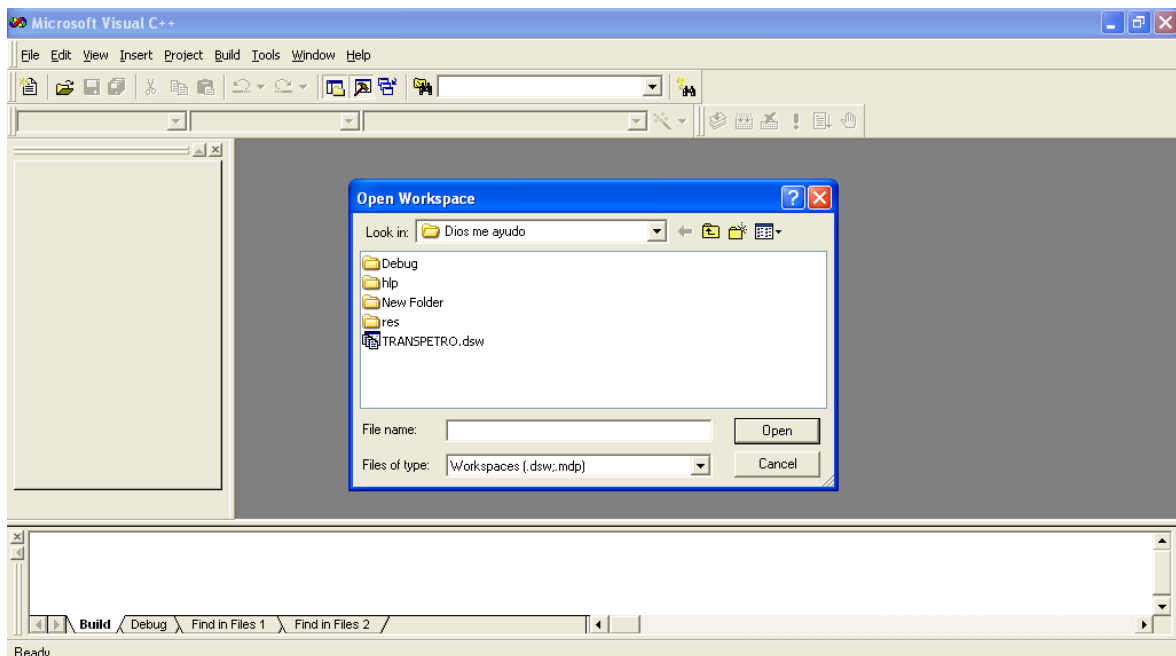 Microsoft Visual C++
File Edit View Insert Project Build Tools Window Help
Open Workspace
Look in: Dios me ayudo
Debug
hlp
New Folder
res
TRANSPETRO.dsw
File name:
Open
Files of type: Workspaces (.dsw;.mdp)
Cancel
Build Debug Find in Files 1 Find in Files 2
Ready